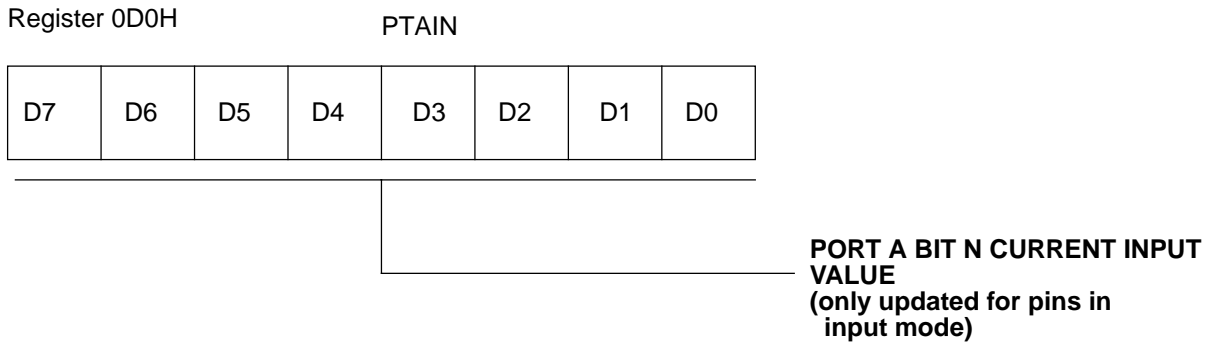 Register 0D0H
PTAIN
D7 D6 D5 D4 D3 D2 D1 D0
PORT A BIT N CURRENT INPUT
VALUE
(only updated for pins in
input mode)